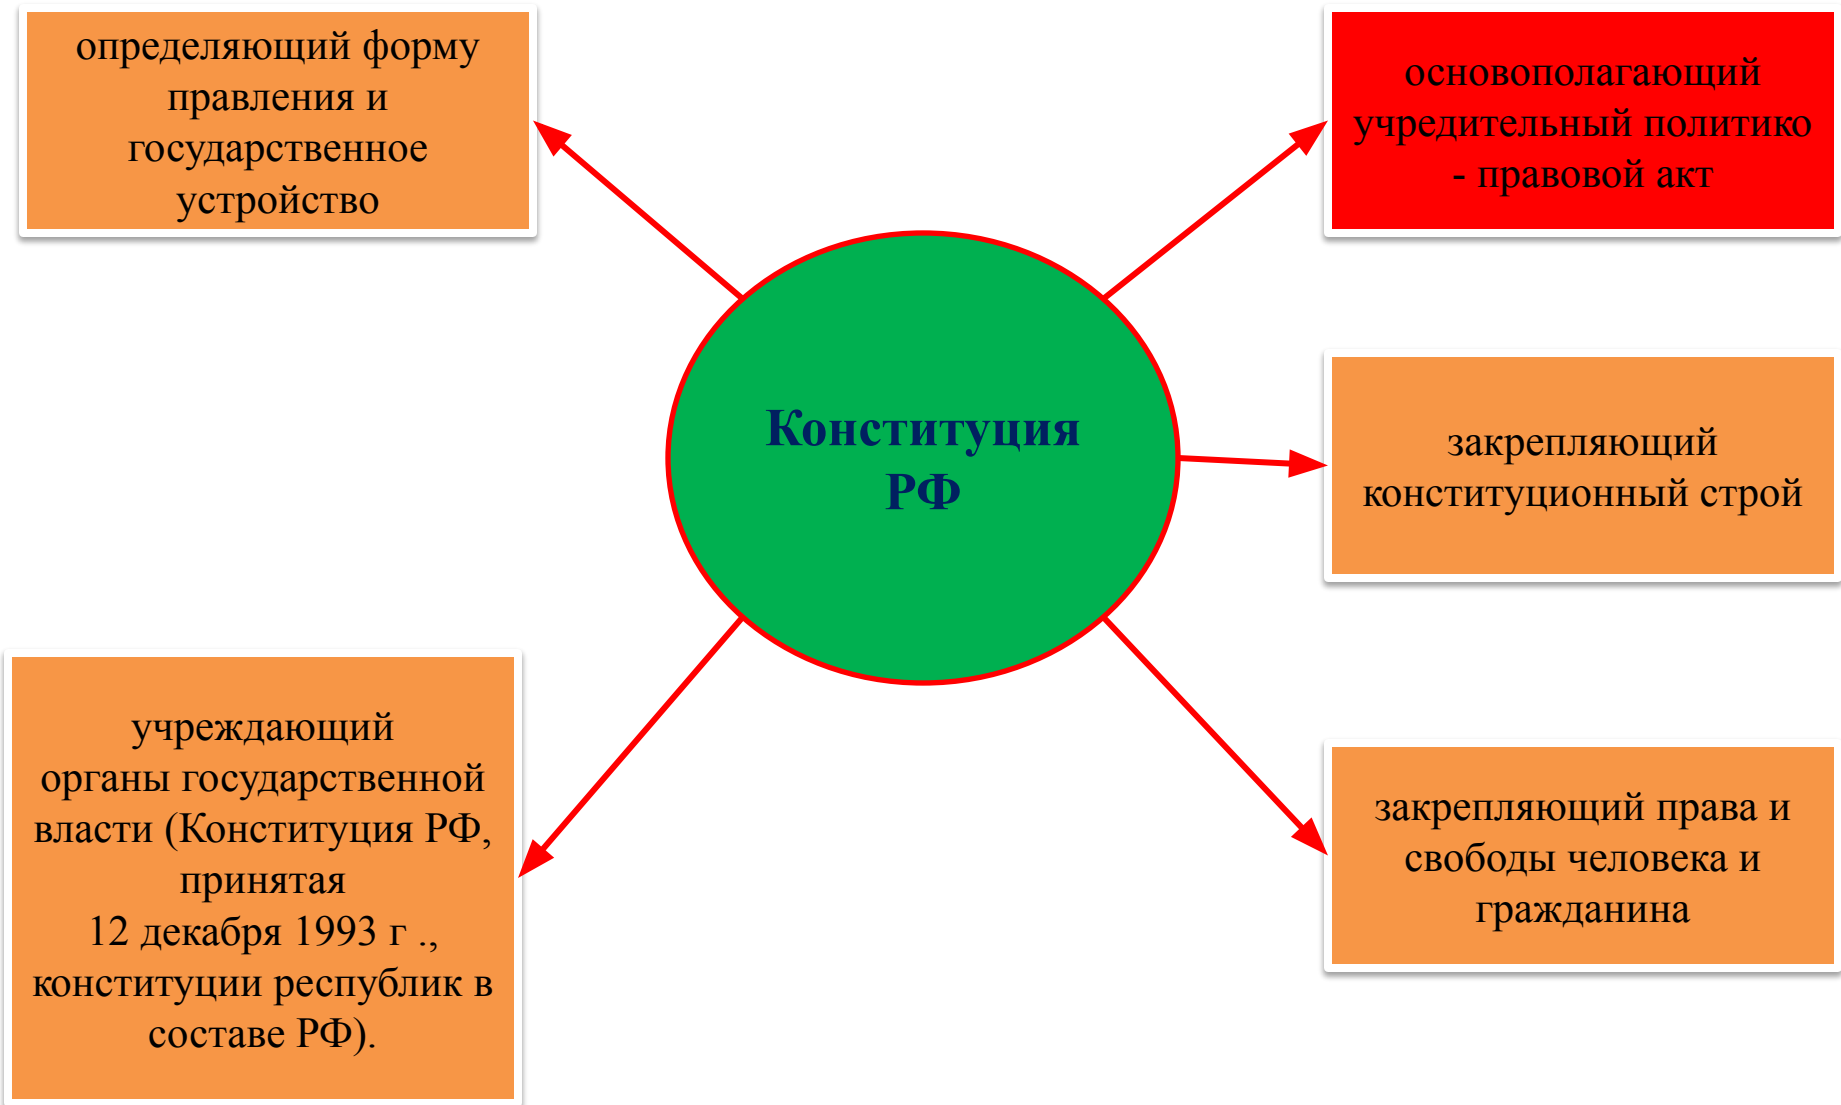 определяющий форму
правления и
государственное
устройство
основополагающий
учредительный политико
- правовой акт
Конституция
РФ
закрепляющий
конституционный строй
учреждающий
органы государственной
власти (Конституция РФ,
принятая
12 декабря 1993 г .,
конституции республик в
составе РФ).
закрепляющий права и
свободы человека и
гражданина